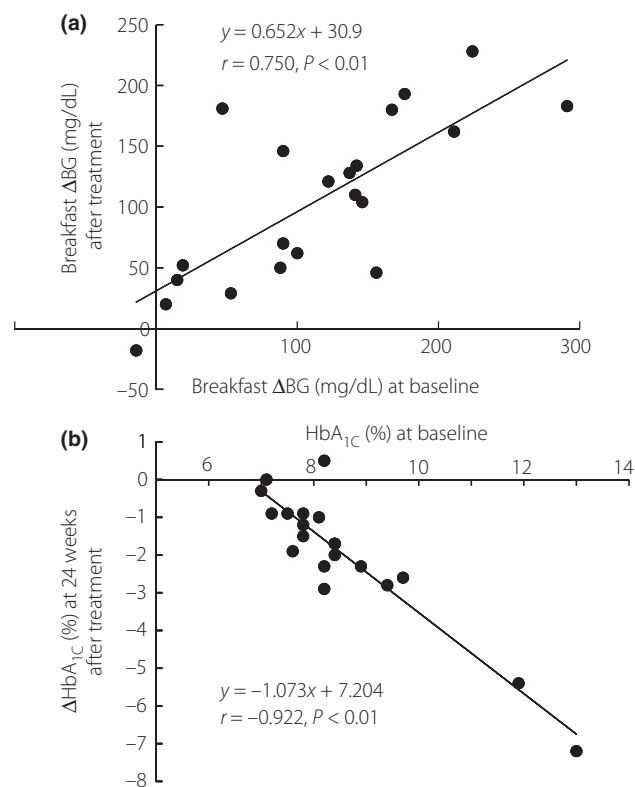 (a)
y = 0.652x + 30.9
r = 0.750, P < 0.01
Breakfast ΔBG (mg/dL)
after treatment
250
200
150
100
50
0
−50
100
200
300
Breakfast ΔBG (mg/dL) at baseline
(b)
HbA1C (%) at baseline
6
8
10
12
14
1
0
−1
−2
−3
−4
−5
−6
−7
−8
ΔHbA1C (%) at 24 weeks
after treatment
y = −1.073x + 7.204
r = −0.922, P < 0.01